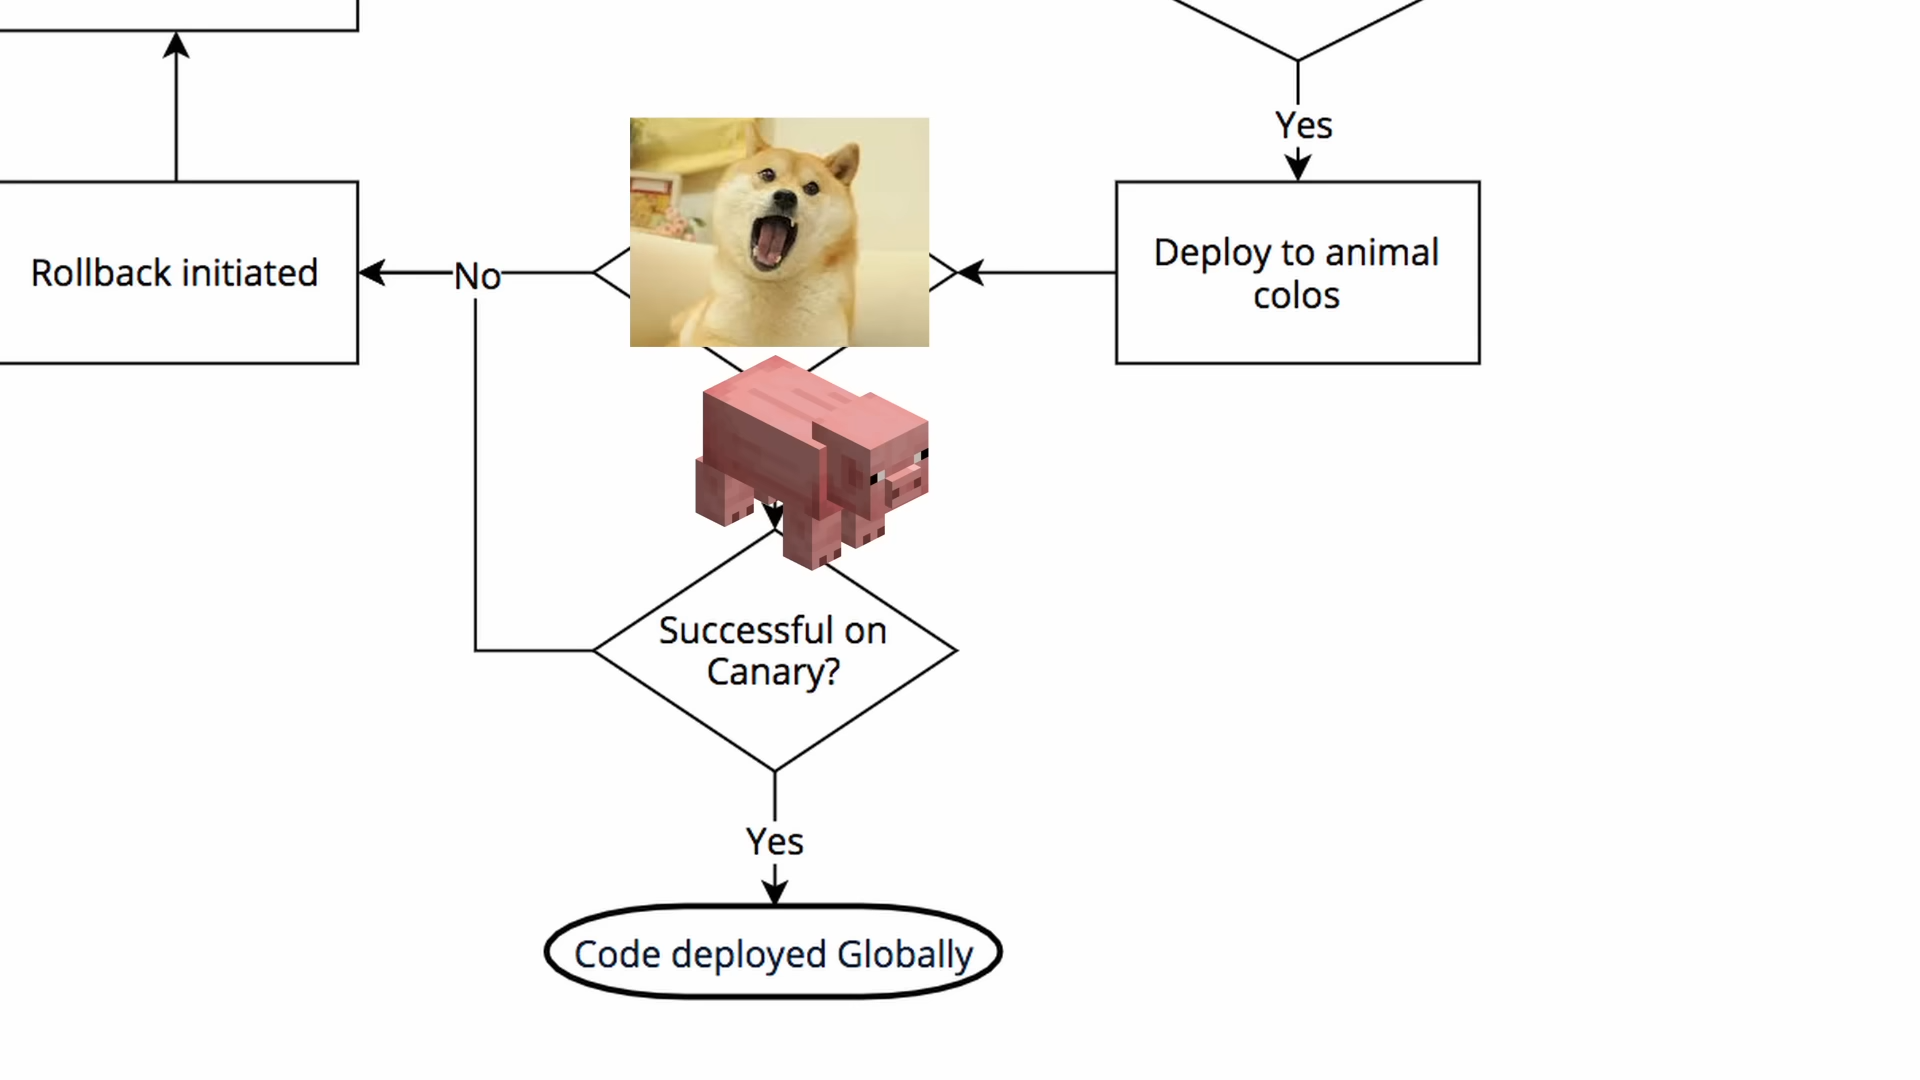 Yes
Deploy to animal
colos
No
Rollback initiated
Successful on
Canary?
Yes
Code deployed Globally